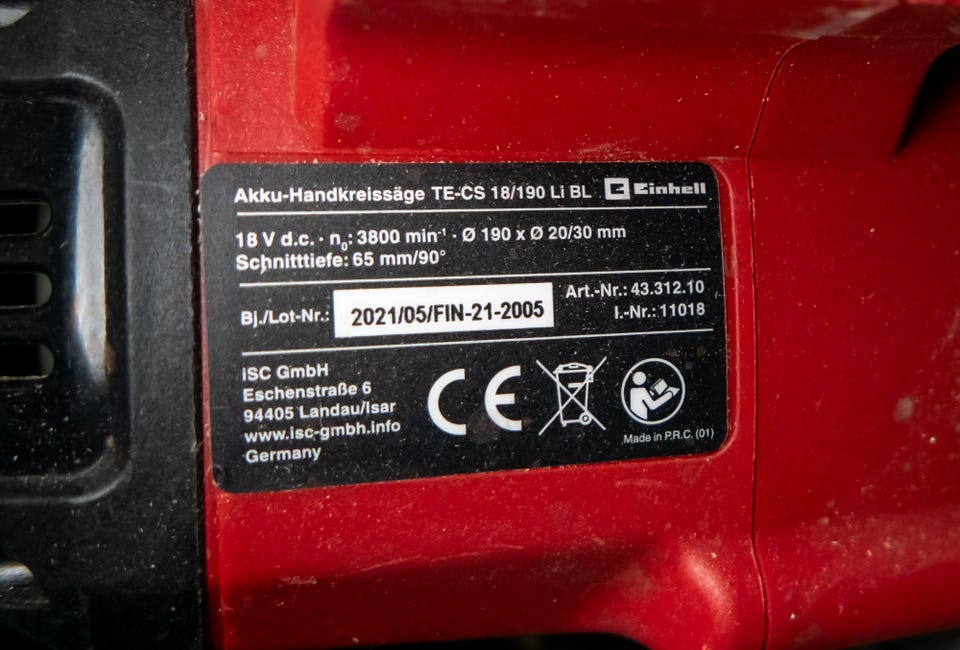 Akku-Handkreissäge TE-CS 18/190 Li BL Einhell
18 V d.c. · n₀: 3800 min⁻¹ · Ø 190 x Ø 20/30 mm
Schnitttiefe: 65 mm/90°
Bj./Lot-Nr.: 2021/05/FIN-21-2005
Art.-Nr.: 43.312.10
I.-Nr.: 11018
iSC GmbH
Eschenstraße 6
94405 Landau/Isar
www.isc-gmbh.info
Germany
CE
Made in P.R.C. (01)